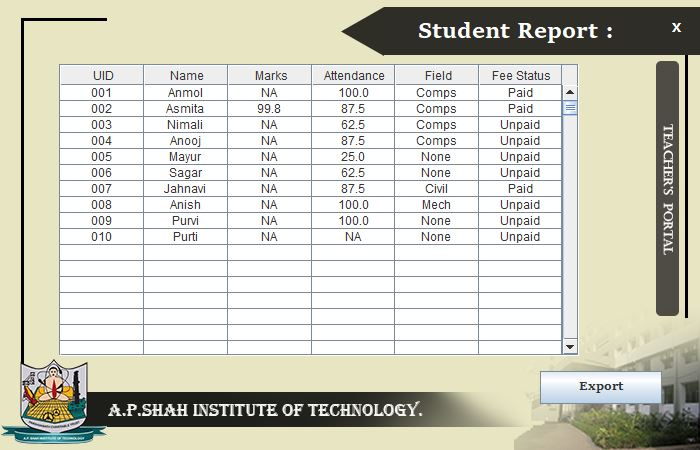 Student Report :
X
UID Name Marks Attendance Field Fee Status
001 Anmol NA 100.0 Comps Paid
002 Asmita 99.8 87.5 Comps Paid
003 Nimali NA 62.5 Comps Unpaid
004 Anooj NA 87.5 Comps Unpaid
005 Mayur NA 25.0 None Unpaid
006 Sagar NA 62.5 None Unpaid
007 Jahnavi NA 87.5 Civil Paid
008 Anish NA 100.0 Mech Unpaid
009 Purvi NA 100.0 None Unpaid
010 Purti NA NA None Unpaid
TEACHER'S PORTAL
Export
A.P.SHAH INSTITUTE OF TECHNOLOGY.
A.P. SHAH INSTITUTE OF TECHNOLOGY